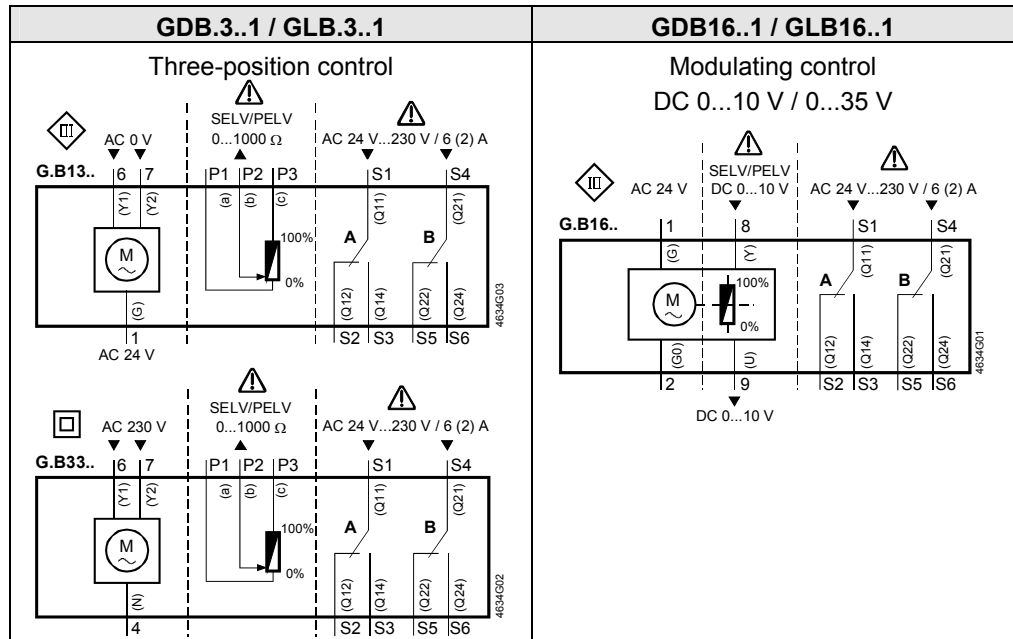 GDB.3..1 / GLB.3..1
Three-position control
III
AC 0 V
SELV/PELV
0...1000 Ω
AC 24 V...230 V / 6 (2) A
G.B13..
6 7 P1 P2 P3 S1 S4
(Y1) (Y2) (a) (b) (c) (Q11) (Q21)
M
100%
0%
A B
(G) (Q12) (Q14) (Q22) (Q24)
1 S2 S3 S5 S6
AC 24 V
4634G03
AC 230 V
SELV/PELV
0...1000 Ω
AC 24 V...230 V / 6 (2) A
G.B33..
6 7 P1 P2 P3 S1 S4
(Y1) (Y2) (a) (b) (c) (Q11) (Q21)
M
100%
0%
A B
(N) (Q12) (Q14) (Q22) (Q24)
4 S2 S3 S5 S6
4634G02
GDB16..1 / GLB16..1
Modulating control
DC 0...10 V / 0...35 V
III
AC 24 V
SELV/PELV
DC 0...10 V
AC 24 V...230 V / 6 (2) A
G.B16..
1 8 S1 S4
(G) (Y) (Q11) (Q21)
M
100%
0%
A B
(G0) (U) (Q12) (Q14) (Q22) (Q24)
2 9 S2 S3 S5 S6
DC 0...10 V
4634G01